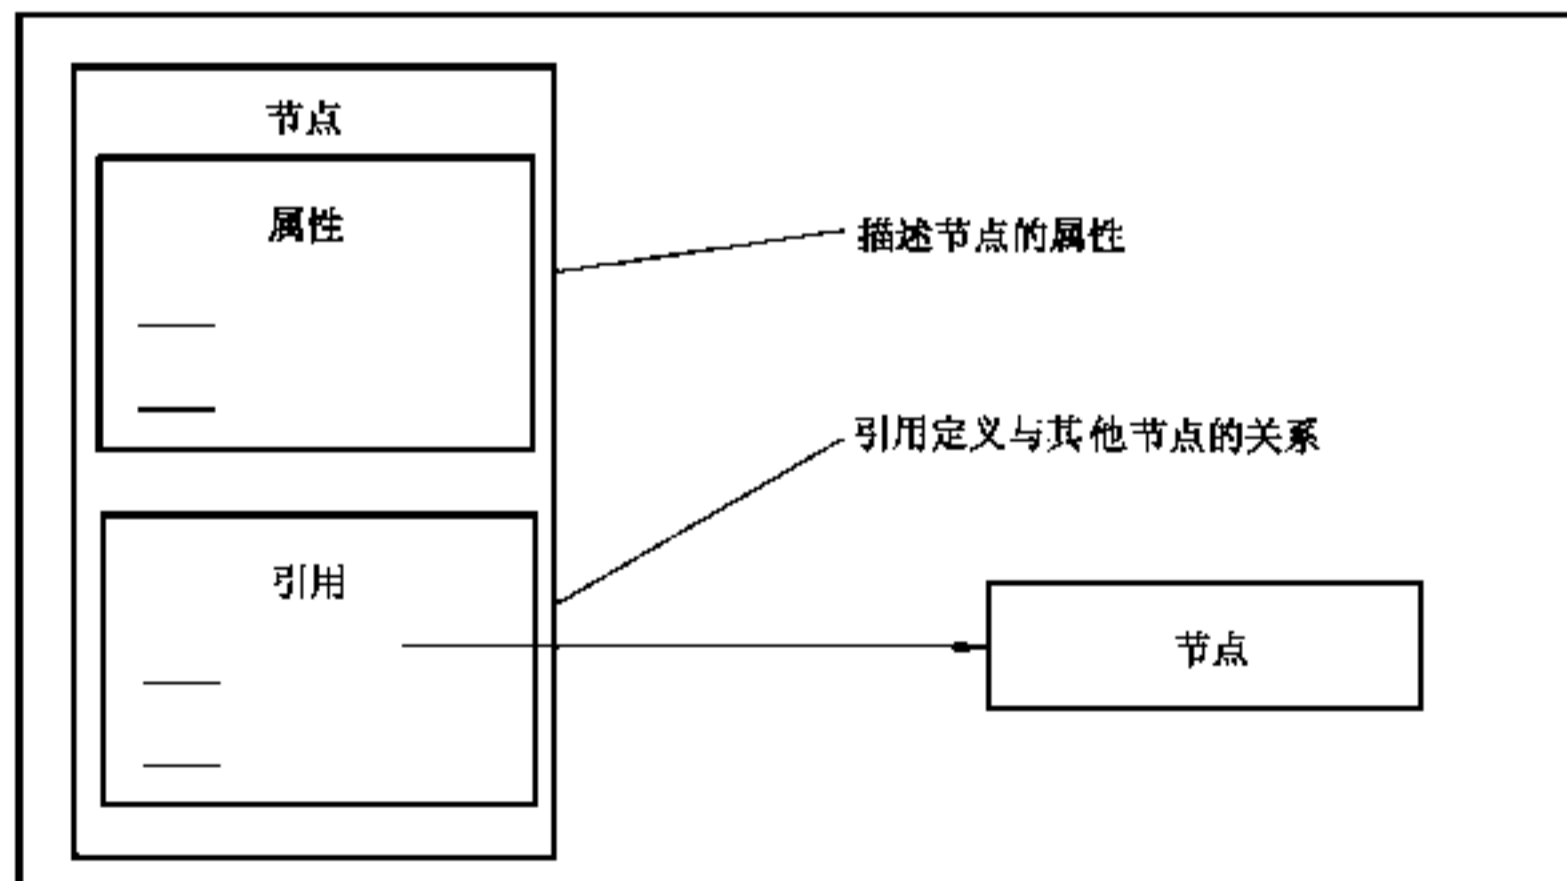 节点
属性
描述节点的属性
引用定义与其他节点的关系
引用
节点